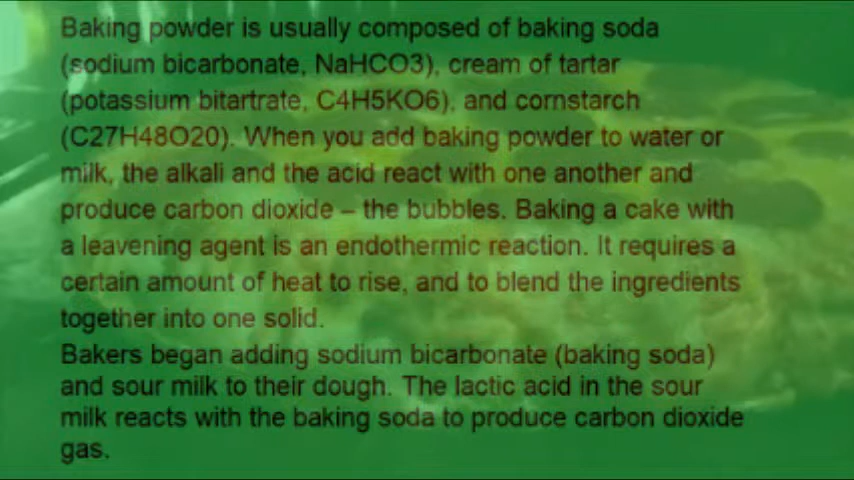 Baking powder is usually composed of baking soda
(sodium bicarbonate, NaHCO3), cream of tartar
(potassium bitartrate, C4H5KO6), and cornstarch
(C27H48O20). When you add baking powder to water or
milk, the alkali and the acid react with one another and
produce carbon dioxide – the bubbles. Baking a cake with
a leavening agent is an endothermic reaction. It requires a
certain amount of heat to rise, and to blend the ingredients
together into one solid.
Bakers began adding sodium bicarbonate (baking soda)
and sour milk to their dough. The lactic acid in the sour
milk reacts with the baking soda to produce carbon dioxide
gas.